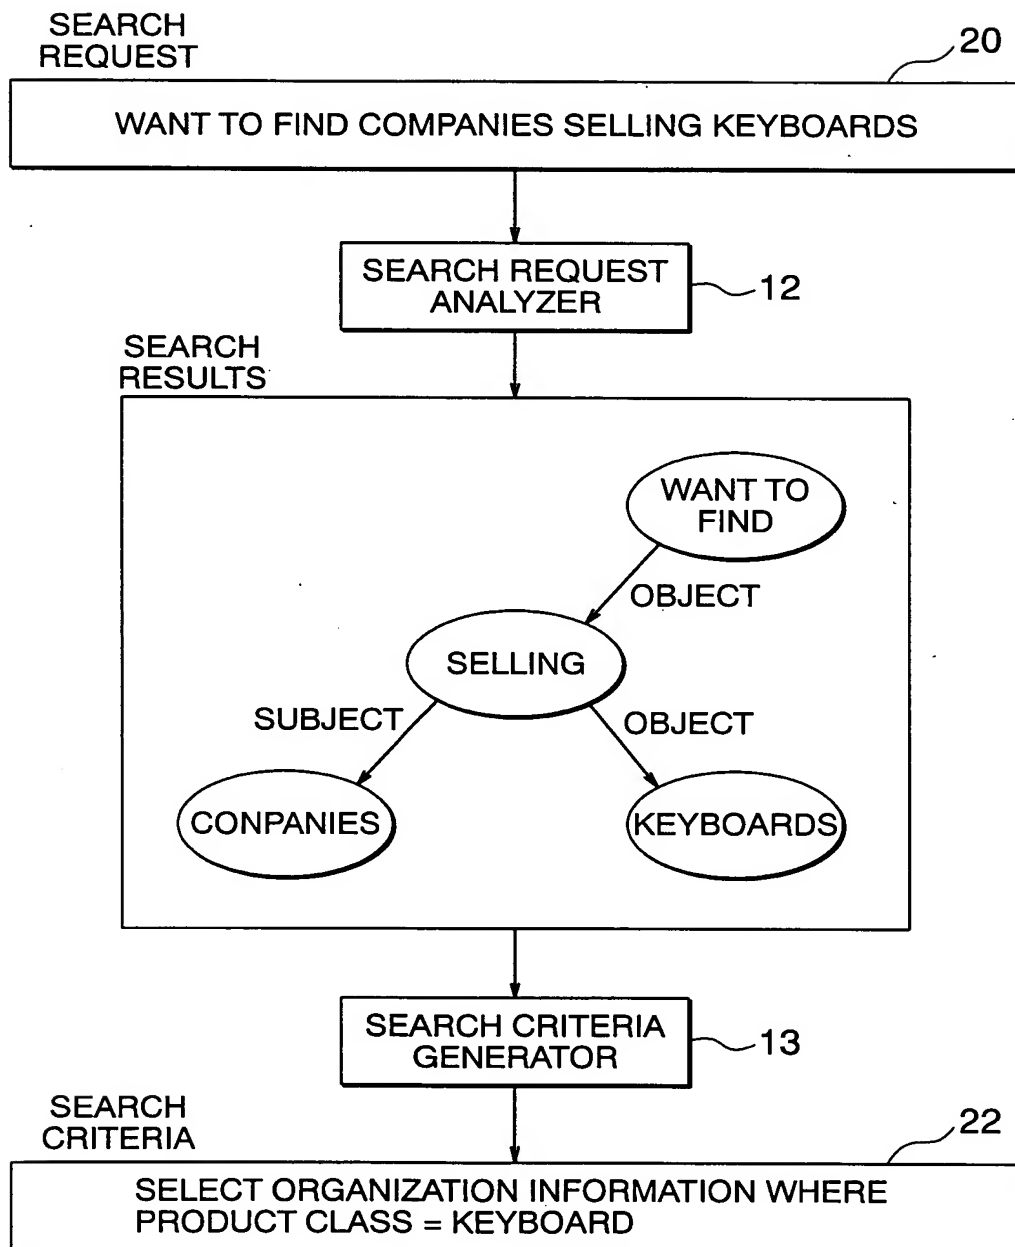 SEARCH
REQUEST
20
WANT TO FIND COMPANIES SELLING KEYBOARDS
SEARCH REQUEST
ANALYZER
12
SEARCH
RESULTS
WANT TO
FIND
OBJECT
SELLING
SUBJECT
OBJECT
CONPANIES
KEYBOARDS
SEARCH CRITERIA
GENERATOR
13
SEARCH
CRITERIA
22
SELECT ORGANIZATION INFORMATION WHERE
PRODUCT CLASS = KEYBOARD